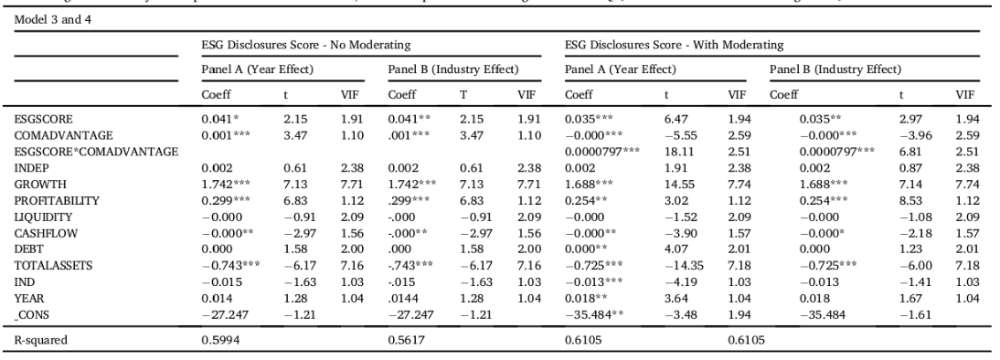 Model 3 and 4
ESG Disclosures Score - No Moderating ESG Disclosures Score - With Moderating
Panel A (Year Effect) Panel B (Industry Effect) Panel A (Year Effect) Panel B (Industry Effect)
Coeff t VIF Coeff T VIF Coeff t VIF Coeff t VIF
ESGSCORE 0.041* 2.15 1.91 0.041** 2.15 1.91 0.035*** 6.47 1.94 0.035** 2.97 1.94
COMADVANTAGE 0.001*** 3.47 1.10 .001*** 3.47 1.10 −0.000*** −5.55 2.59 −0.000*** −3.96 2.59
ESGSCORE*COMADVANTAGE 0.0000797*** 18.11 2.51 0.0000797*** 6.81 2.51
INDEP 0.002 0.61 2.38 0.002 0.61 2.38 0.002 1.91 2.38 0.002 0.87 2.38
GROWTH 1.742*** 7.13 7.71 1.742*** 7.13 7.71 1.688*** 14.55 7.74 1.688*** 7.14 7.74
PROFITABILITY 0.299*** 6.83 1.12 .299*** 6.83 1.12 0.254** 3.02 1.12 0.254*** 8.53 1.12
LIQUIDITY −0.000 −0.91 2.09 -.000 −0.91 2.09 −0.000 −1.52 2.09 −0.000 −1.08 2.09
CASHFLOW −0.000** −2.97 1.56 -.000** −2.97 1.56 −0.000** −3.90 1.57 −0.000* −2.18 1.57
DEBT 0.000 1.58 2.00 .000 1.58 2.00 0.000** 4.07 2.01 0.000 1.23 2.01
TOTALASSETS −0.743*** −6.17 7.16 -.743*** −6.17 7.16 −0.725*** −14.35 7.18 −0.725*** −6.00 7.18
IND −0.015 −1.63 1.03 -.015 −1.63 1.03 −0.013*** −4.19 1.03 −0.013 −1.41 1.03
YEAR 0.014 1.28 1.04 .0144 1.28 1.04 0.018** 3.64 1.04 0.018 1.67 1.04
_CONS −27.247 −1.21 −27.247 −1.21 −35.484** −3.48 1.94 −35.484 −1.61
R-squared 0.5994 0.5617 0.6105 0.6105